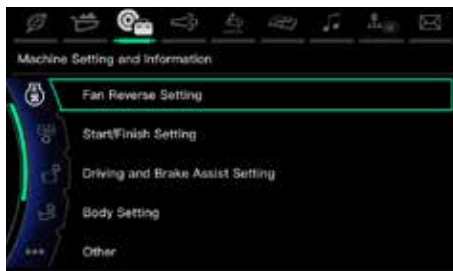 Machine Setting and Information
Fan Reverse Setting
Start/Finish Setting
Driving and Brake Assist Setting
Body Setting
Other